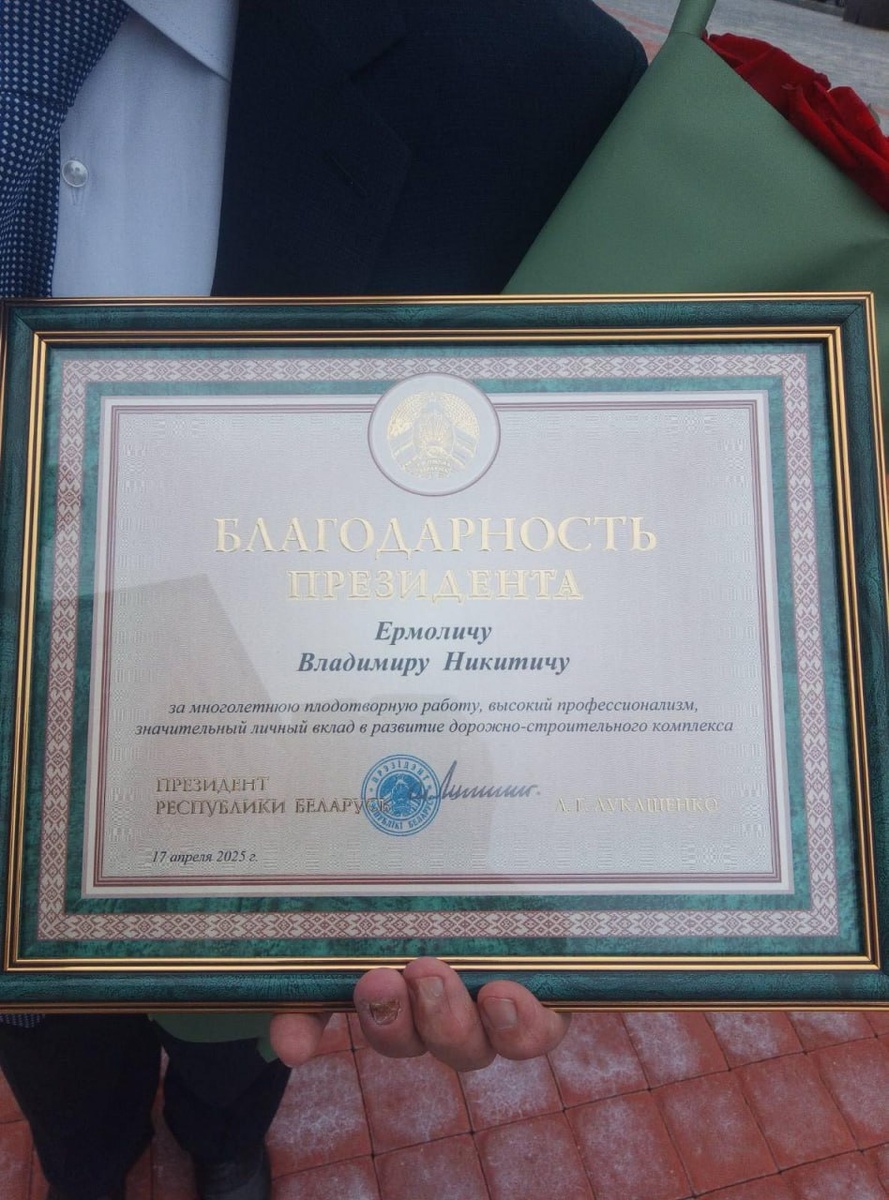 БЛАГОДАРНОСТЬ
ПРЕЗИДЕНТА
Ермоличу
Владимиру Никитичу
за многолетнюю плодотворную работу, высокий профессионализм,
значительный личный вклад в развитие дорожно-строительного комплекса
ПРЕЗИДЕНТ
РЕСПУБЛИКИ БЕЛАРУСЬ
А.Г. ЛУКАШЕНКО
17 апреля 2025 г.